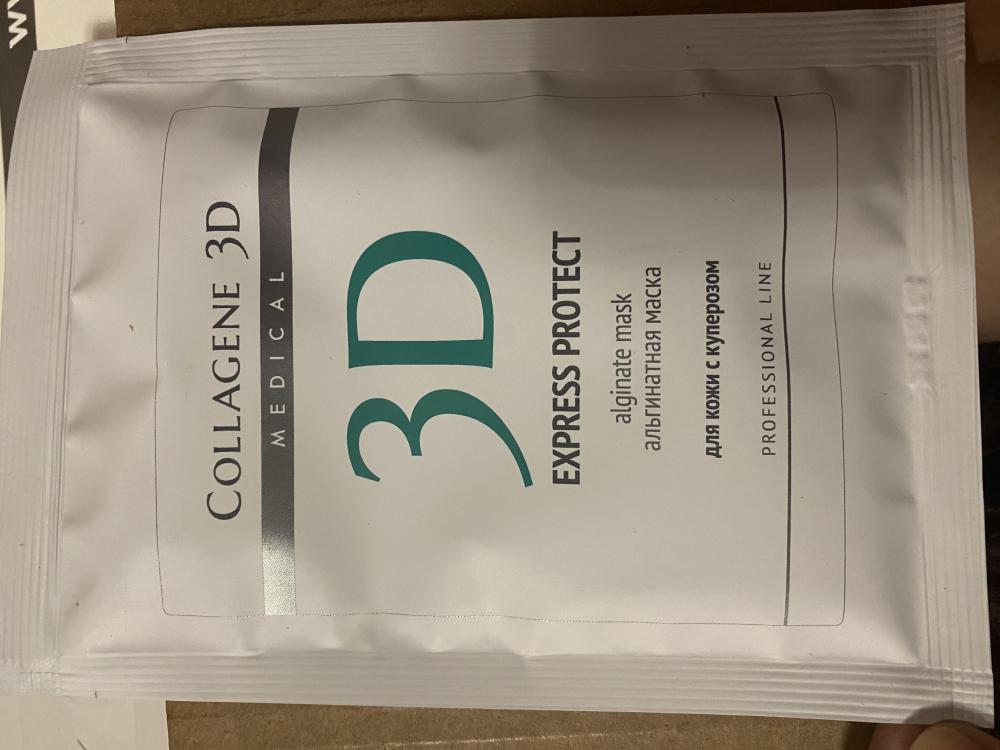 COLLAGENE 3D
MEDICAL
3D
EXPRESS PROTECT
alginate mask
альгинатная маска
для кожи с куперозом
PROFESSIONAL LINE